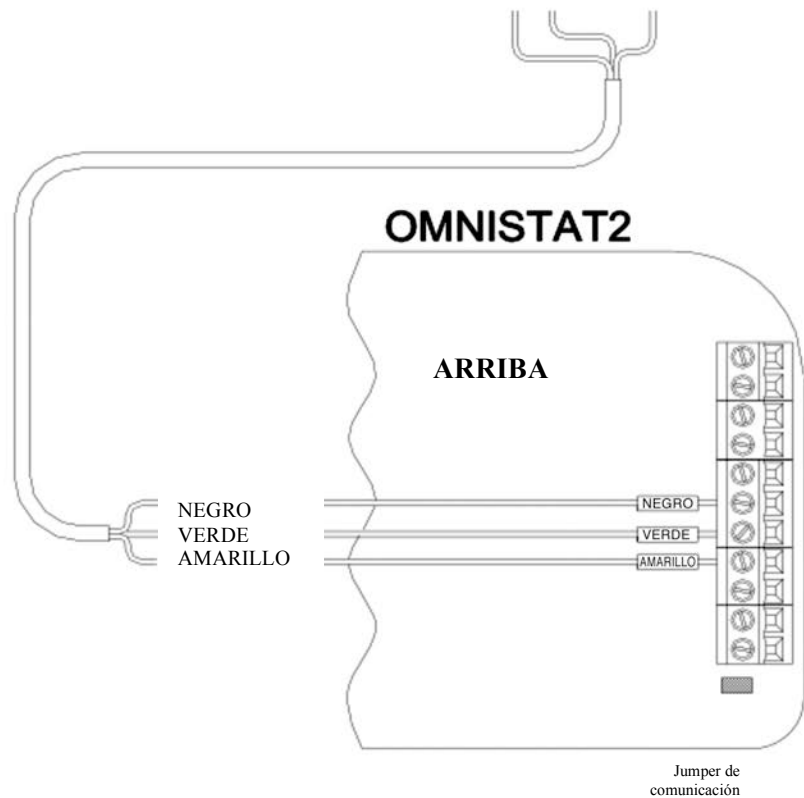 OMNISTAT2
ARRIBA
NEGRO
VERDE
AMARILLO
NEGRO
VERDE
AMARILLO
Jumper de
comunicación